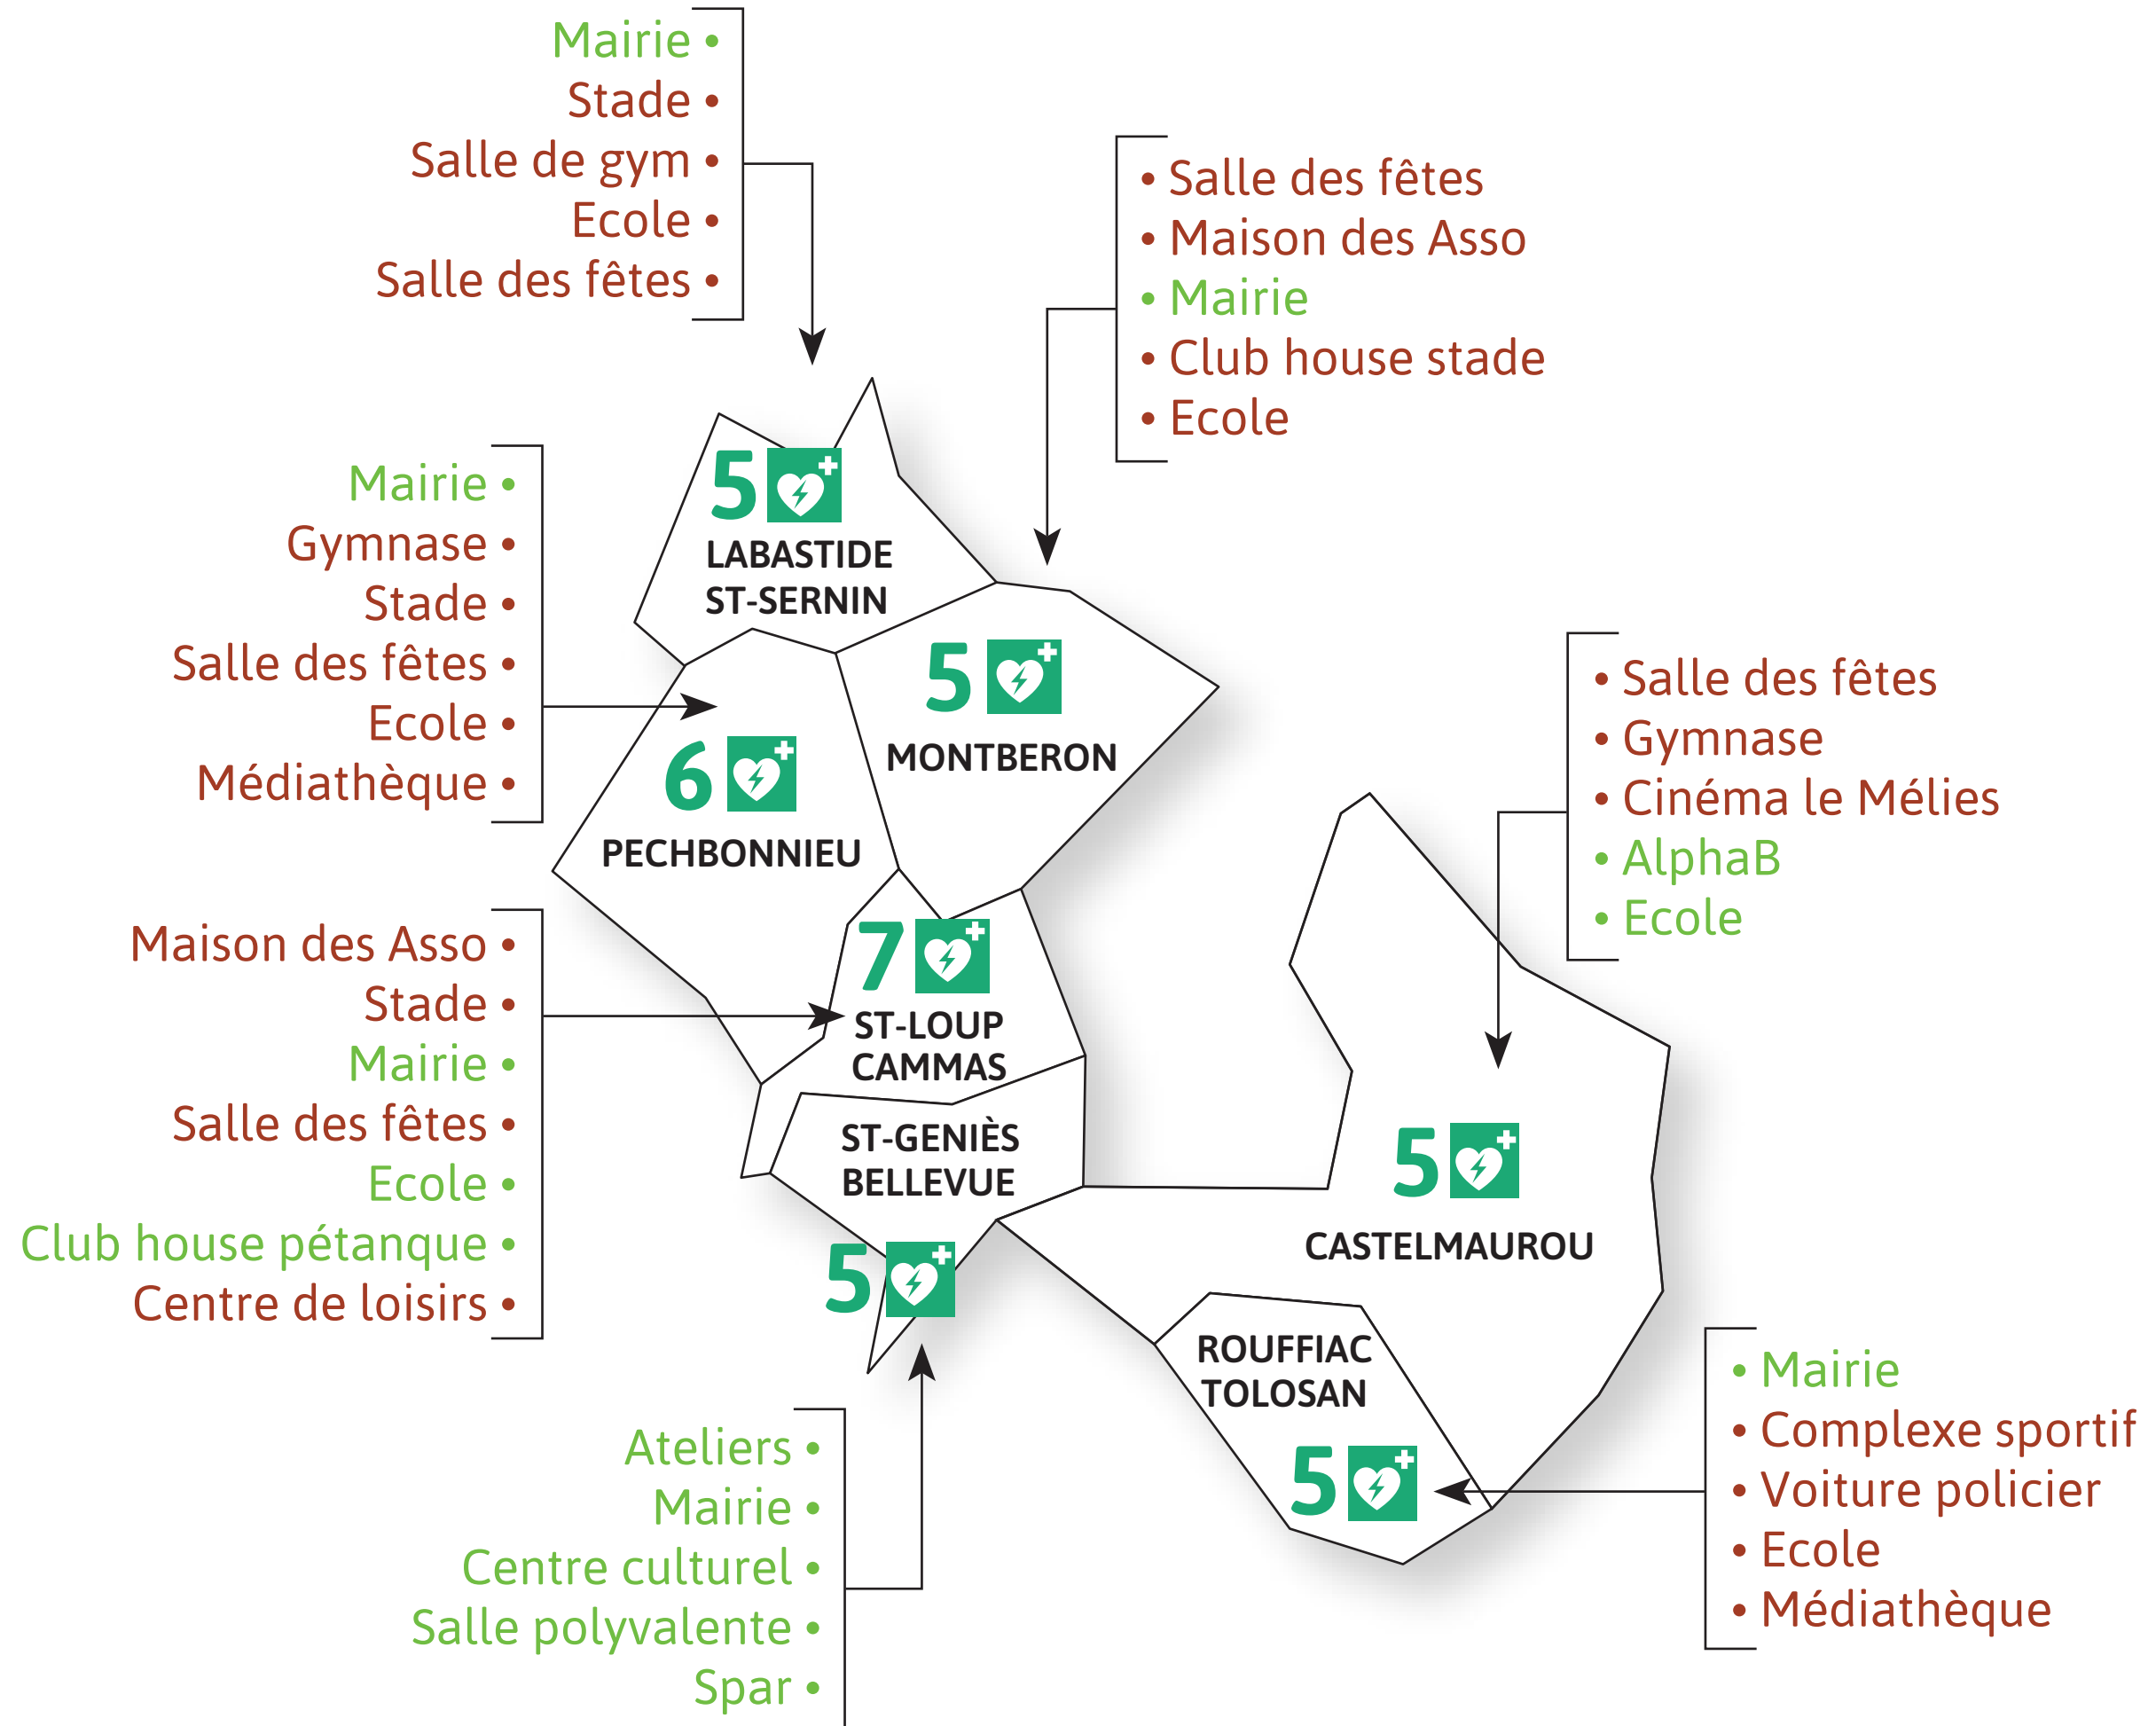 Mairie •
Stade •
Salle de gym •
Ecole •
Salle des fêtes •
• Salle des fêtes
• Maison des Asso
• Mairie
• Club house stade
• Ecole
5
LABASTIDE
ST-SERNIN
Mairie •
Gymnase •
Stade •
Salle des fêtes •
Ecole •
Médiathèque •
5
MONTBERON
6
PECHBONNIEU
• Salle des fêtes
• Gymnase
• Cinéma le Mélies
• AlphaB
• Ecole
Maison des Asso •
Stade •
Mairie •
Salle des fêtes •
Ecole •
Club house pétanque •
Centre de loisirs •
7
ST-LOUP
CAMMAS
ST-GENIÈS
BELLEVUE
5
5
CASTELMAUROU
ROUFFIAC
TOLOSAN
5
• Mairie
• Complexe sportif
• Voiture policier
• Ecole
• Médiathèque
Ateliers •
Mairie •
Centre culturel •
Salle polyvalente •
Spar •